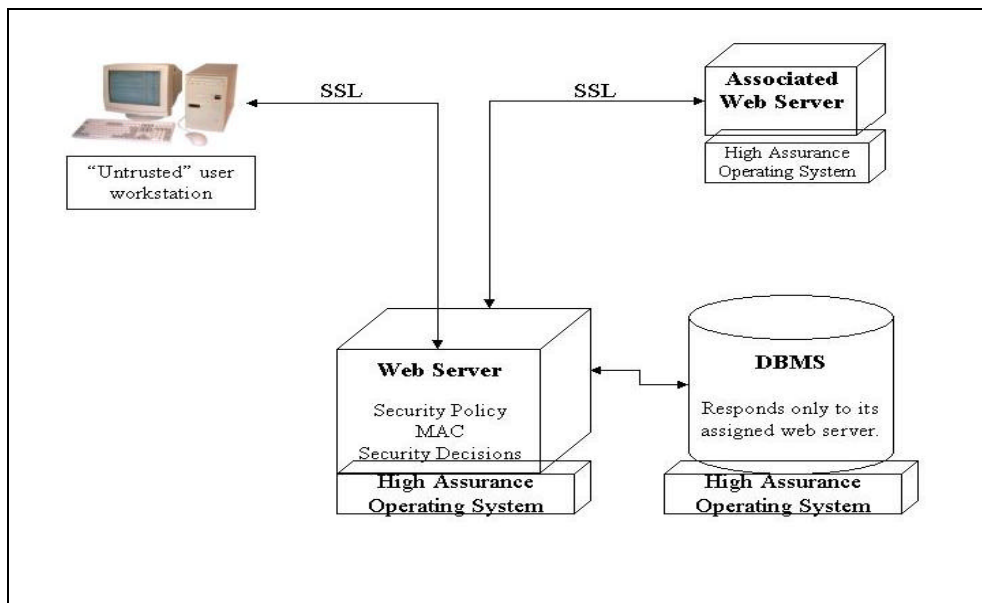 SSL
SSL
Associated
Web Server
High Assurance
Operating System
“Untrusted” user
workstation
Web Server
Security Policy
MAC
Security Decisions
High Assurance
Operating System
DBMS
Responds only to its
assigned web server.
High Assurance
Operating System